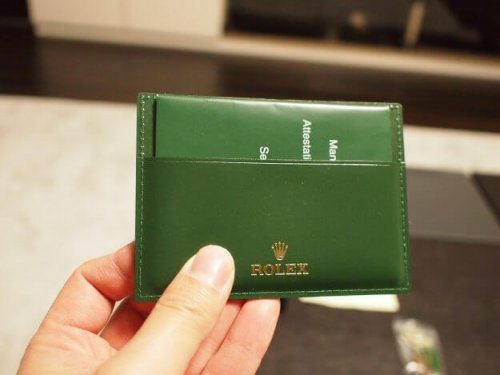 Man
Attestati
Se
ROLEX